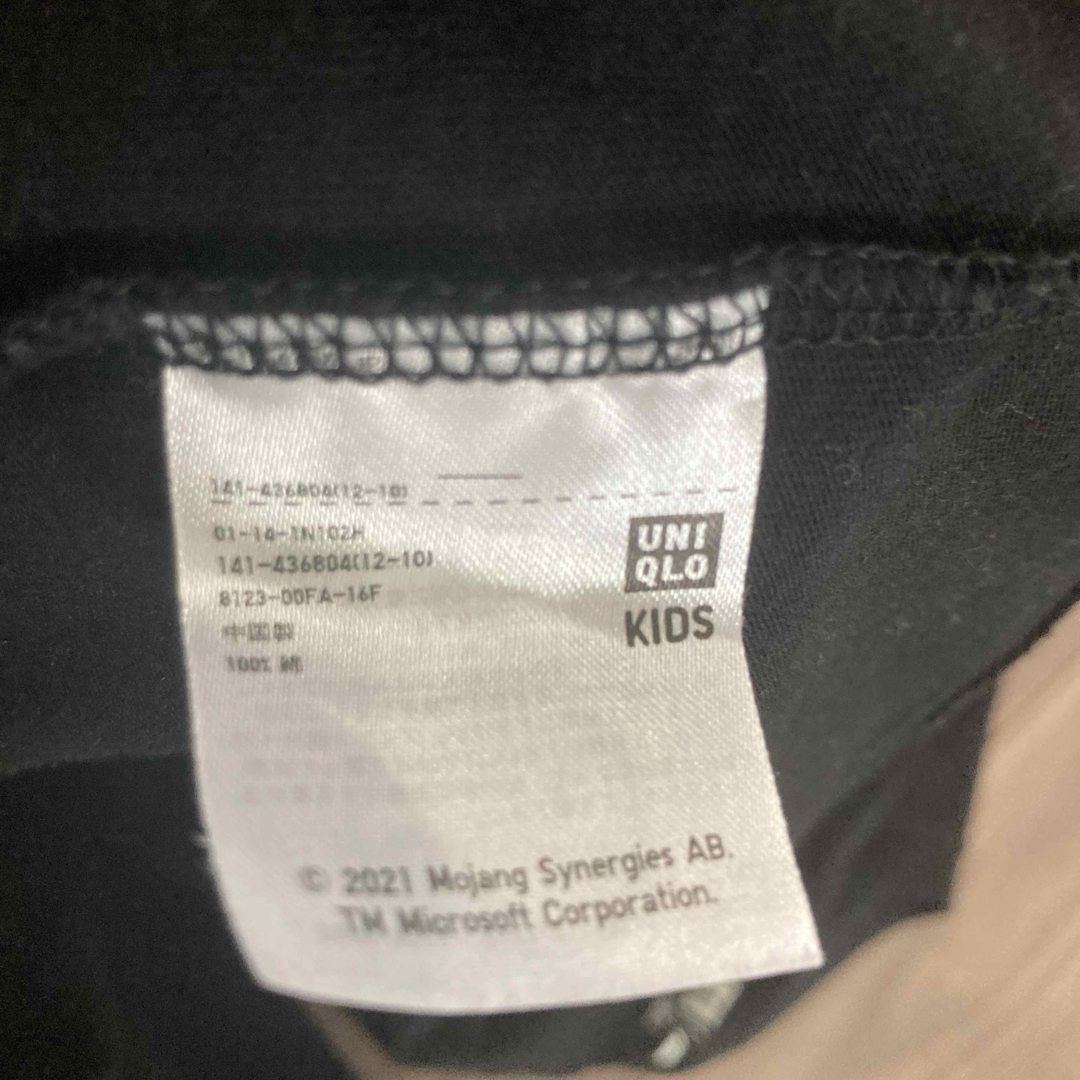 141-436804(12-10)
01-14-1N102H
141-436804(12-10)
8123-00FA-16F
中国製
100% 綿
UNI
QLO
KIDS
© 2021 Mojang Synergies AB.
TM Microsoft Corporation.